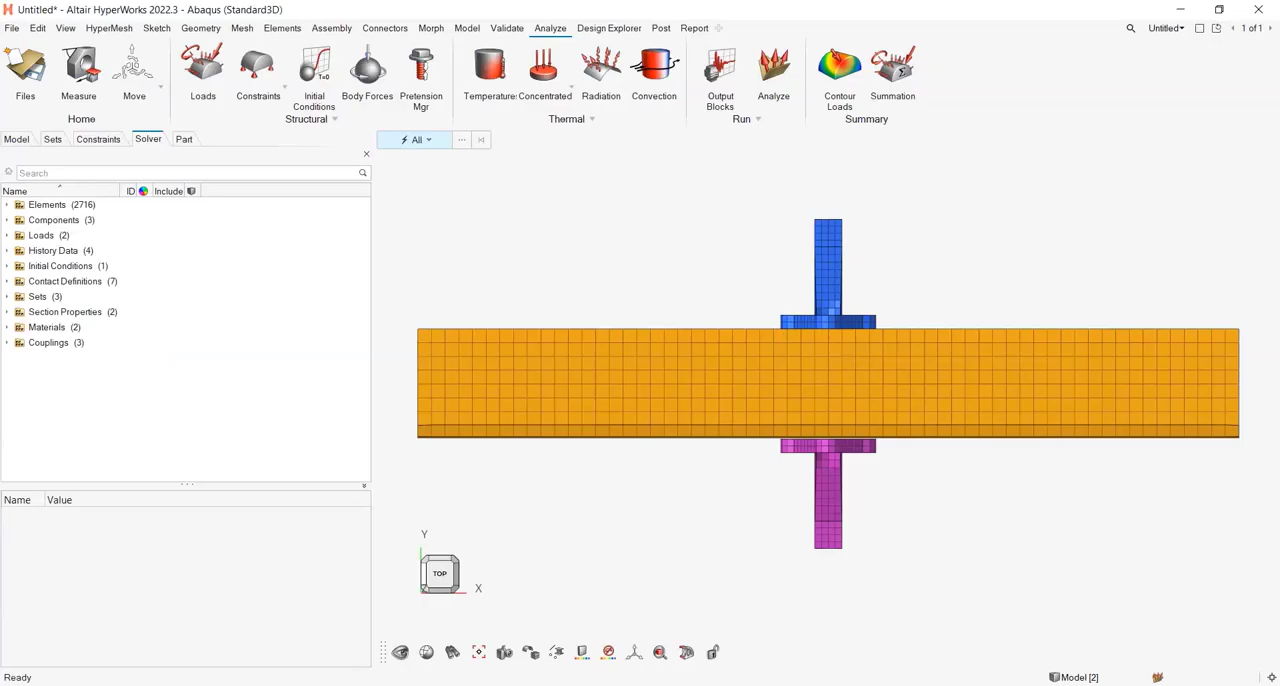 Untitled* - Altair HyperWorks 2022.3 - Abaqus (Standard3D)
File Edit View HyperMesh Sketch Geometry Mesh Elements Assembly Connectors Morph Model Validate Analyze Design Explorer Post Report Untitled 1 of 1
Files Measure Move Loads Constraints Initial Conditions Body Forces Pretension Mgr Temperature: Concentrated Radiation Convection Output Blocks Analyze Contour Loads Summation
T=0
Home Structural Thermal Run Summary
Model Sets Constraints Solver Part All
Search
Name ID Include
Elements (2716)
Components (3)
Loads (2)
History Data (4)
Initial Conditions (1)
Contact Definitions (7)
Sets (3)
Section Properties (2)
Materials (2)
Couplings (3)
Name Value
Y
TOP
X
Ready Model [2]